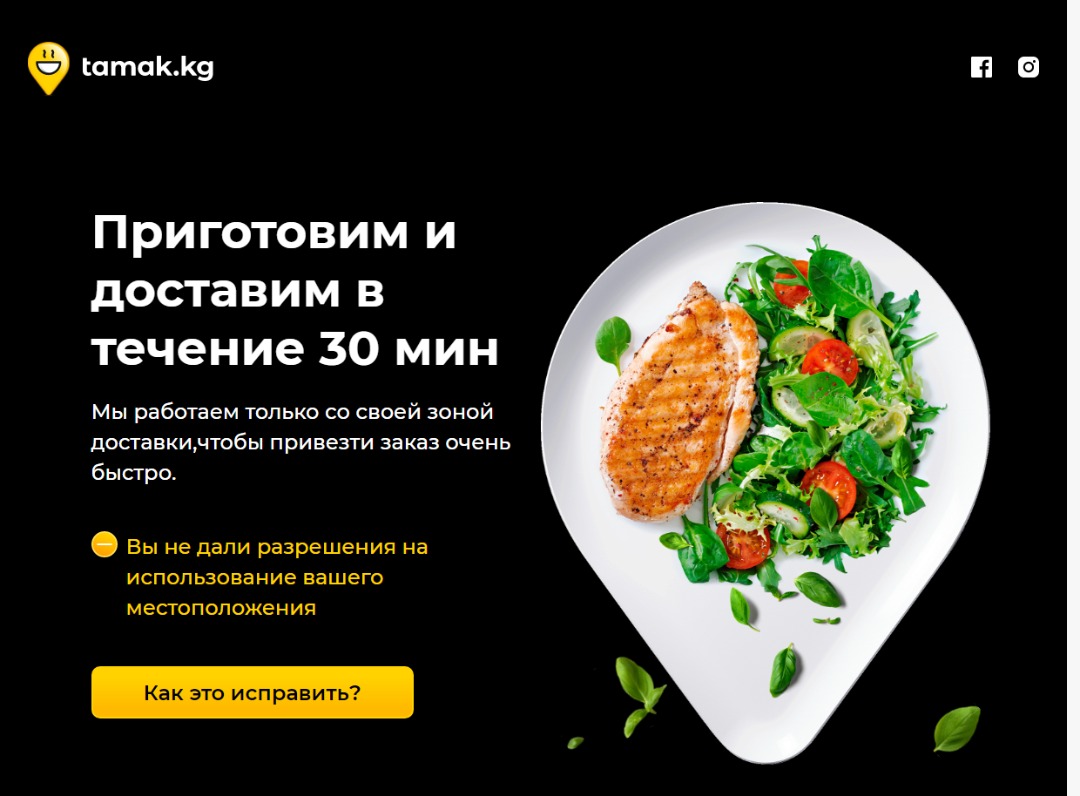 tamak.kg
Приготовим и
доставим в
течение 30 мин
Мы работаем только со своей зоной
доставки,чтобы привезти заказ очень
быстро.
Вы не дали разрешения на
использование вашего
местоположения
Как это исправить?